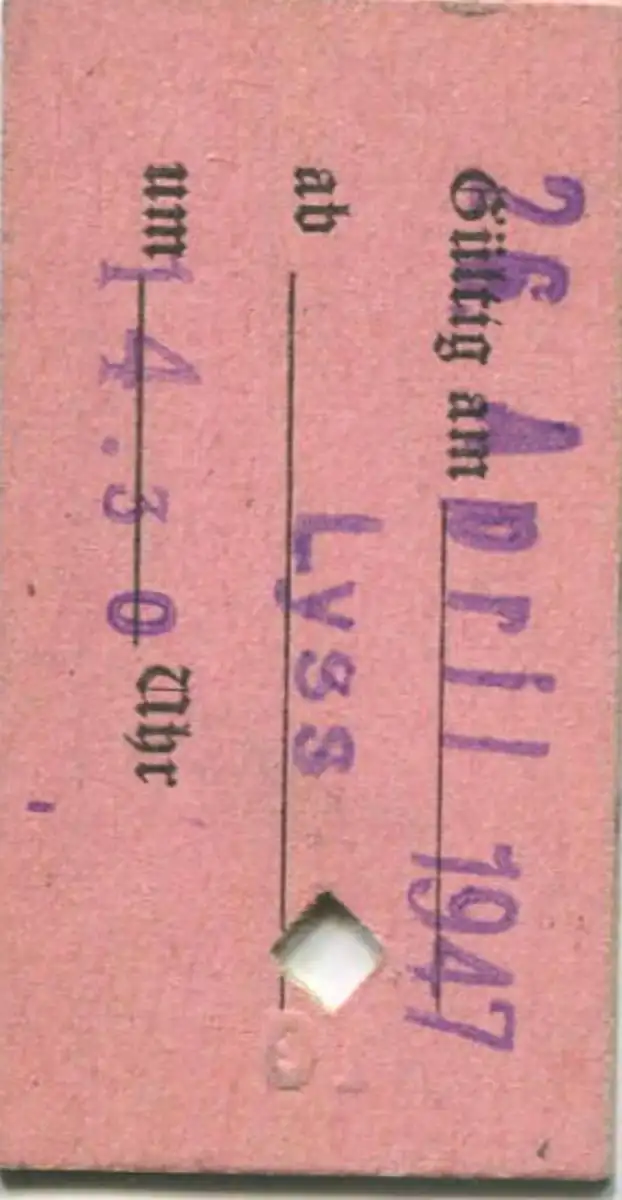 26 April 1947
Gültig am
ab Lyss
um 14.30 Uhr